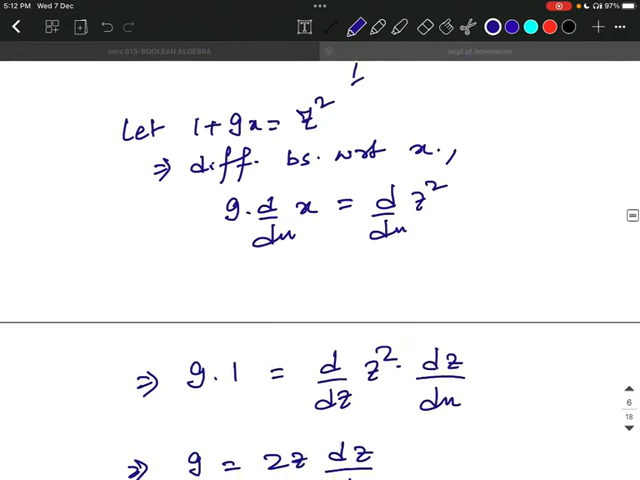 5:12 PM Wed 7 Dec
97%
mcs 013-BOOLEAN ALGEBRA
appl of integration
1
Let 1+9x = z²
⇒ diff. bs. wrt x,
9. d/dx x = d/dx z²
⇒ 9.1 = d/dz z² . dz/dx
⇒ 9 = 2z dz
6
18